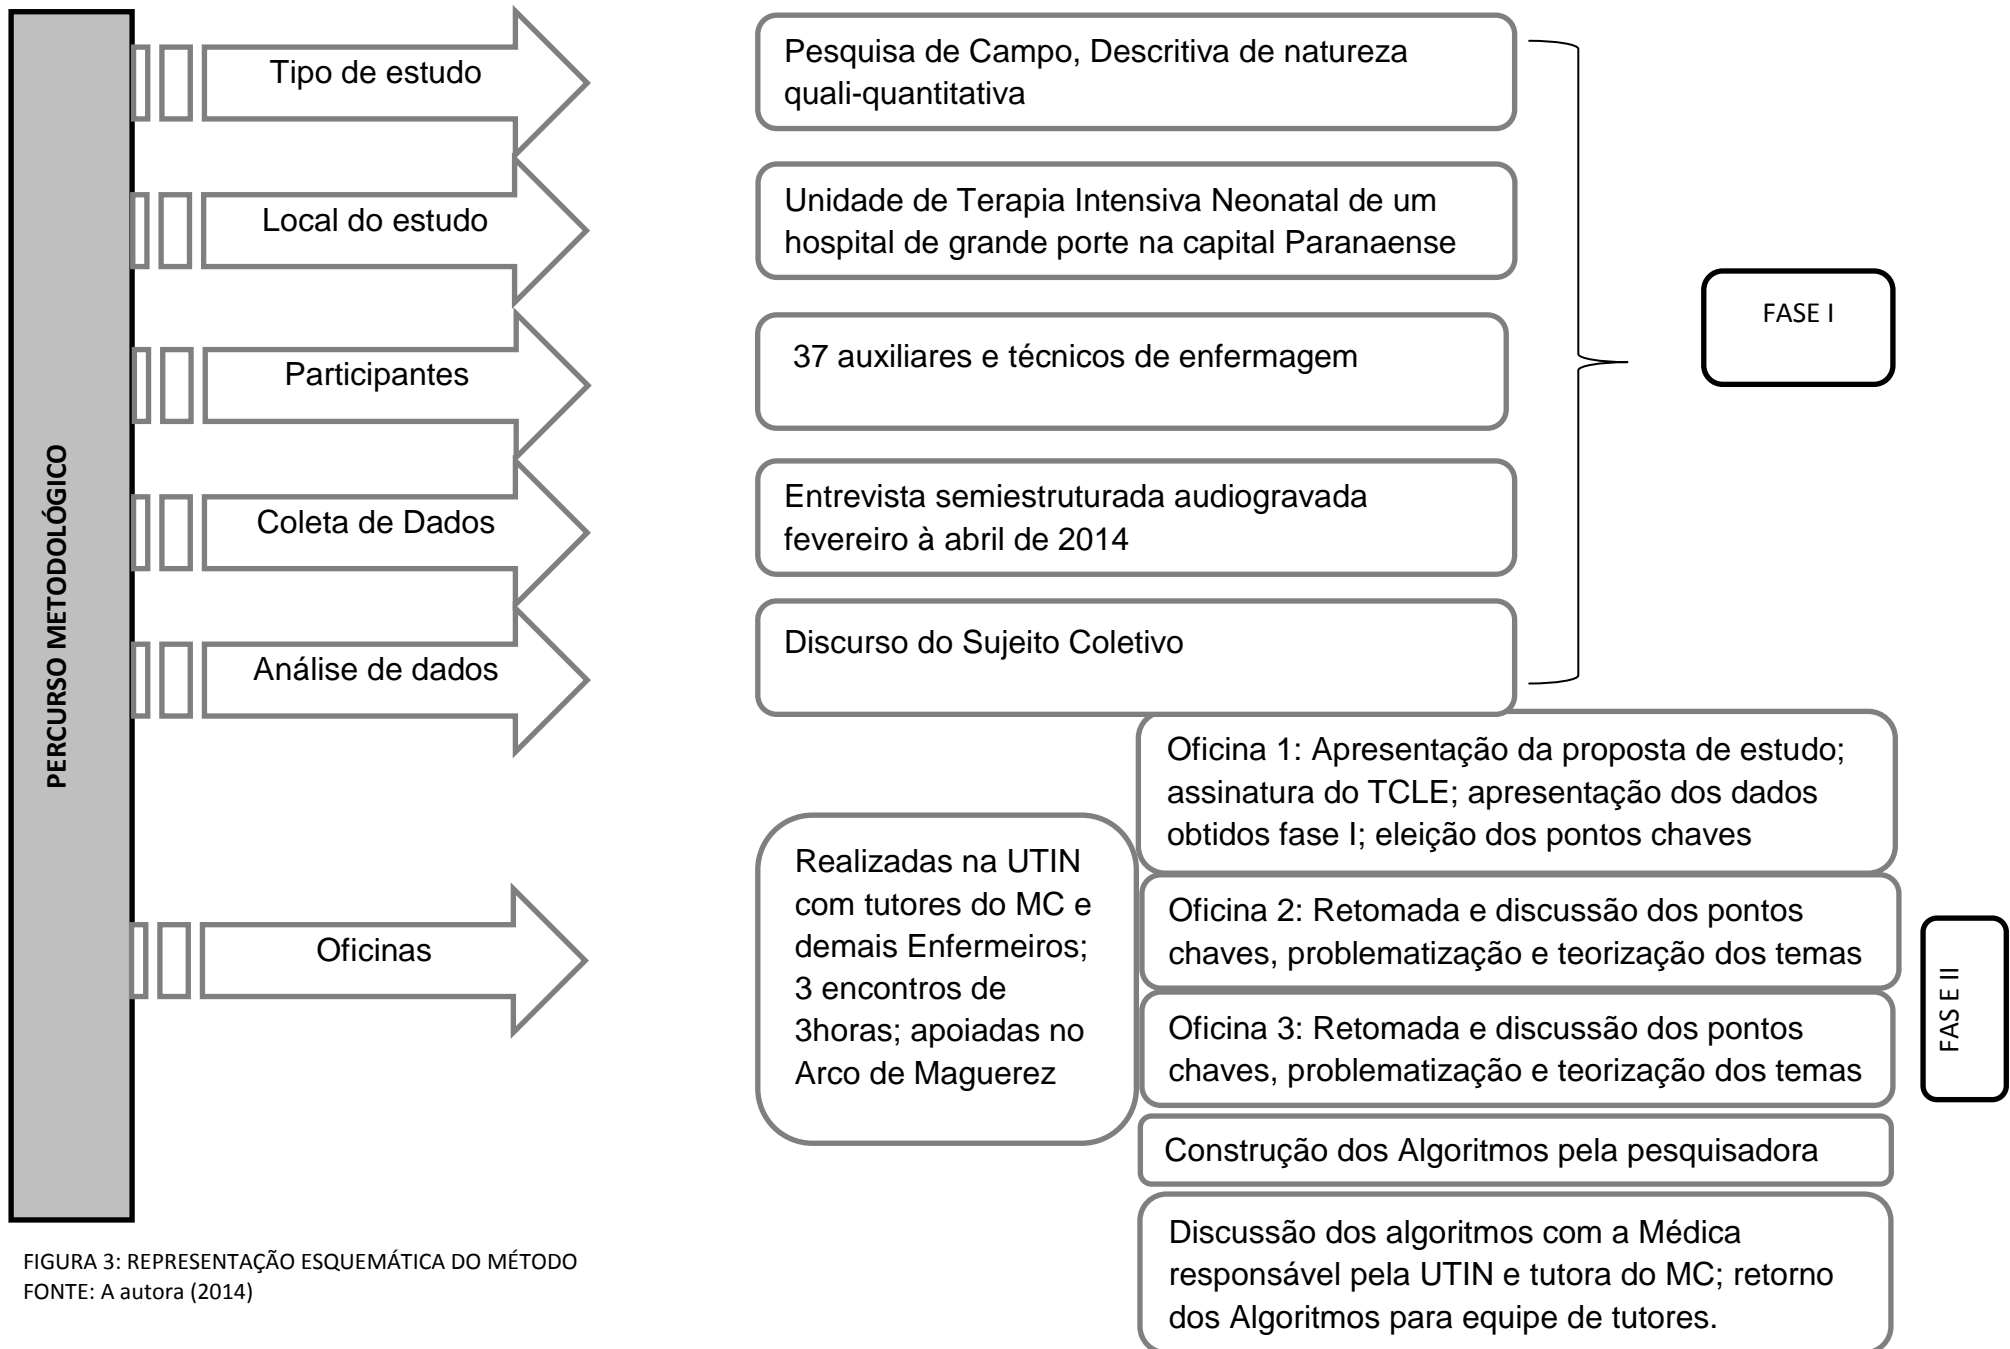 PERCURSO METODOLÓGICO
Tipo de estudo
Pesquisa de Campo, Descritiva de natureza
quali-quantitativa
Local do estudo
Unidade de Terapia Intensiva Neonatal de um
hospital de grande porte na capital Paranaense
Participantes
37 auxiliares e técnicos de enfermagem
Coleta de Dados
Entrevista semiestruturada audiogravada
fevereiro à abril de 2014
Análise de dados
Discurso do Sujeito Coletivo
FASE I
Oficinas
Realizadas na UTIN
com tutores do MC e
demais Enfermeiros;
3 encontros de
3horas; apoiadas no
Arco de Maguerez
Oficina 1: Apresentação da proposta de estudo;
assinatura do TCLE; apresentação dos dados
obtidos fase I; eleição dos pontos chaves
Oficina 2: Retomada e discussão dos pontos
chaves, problematização e teorização dos temas
Oficina 3: Retomada e discussão dos pontos
chaves, problematização e teorização dos temas
Construção dos Algoritmos pela pesquisadora
Discussão dos algoritmos com a Médica
responsável pela UTIN e tutora do MC; retorno
dos Algoritmos para equipe de tutores.
FAS E II
FIGURA 3: REPRESENTAÇÃO ESQUEMÁTICA DO MÉTODO
FONTE: A autora (2014)